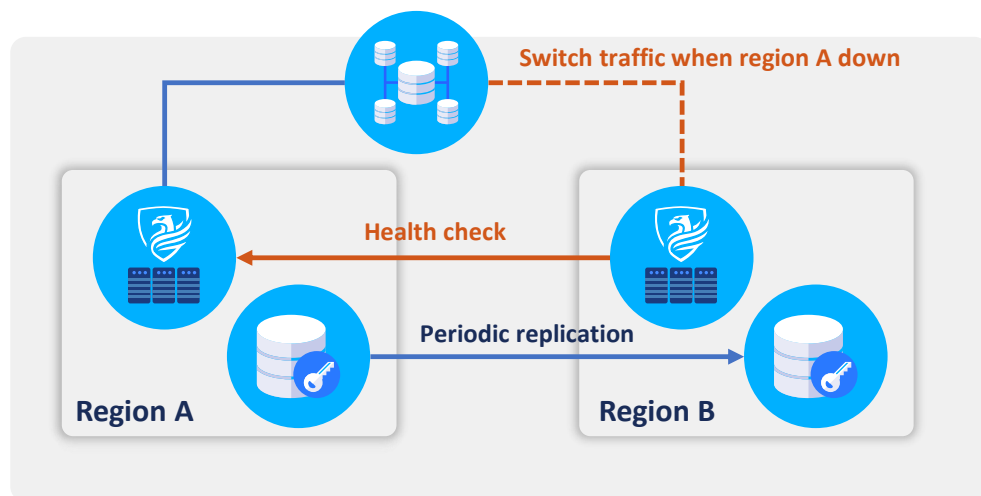 Switch traffic when region A down
Health check
Periodic replication
Region A
Region B